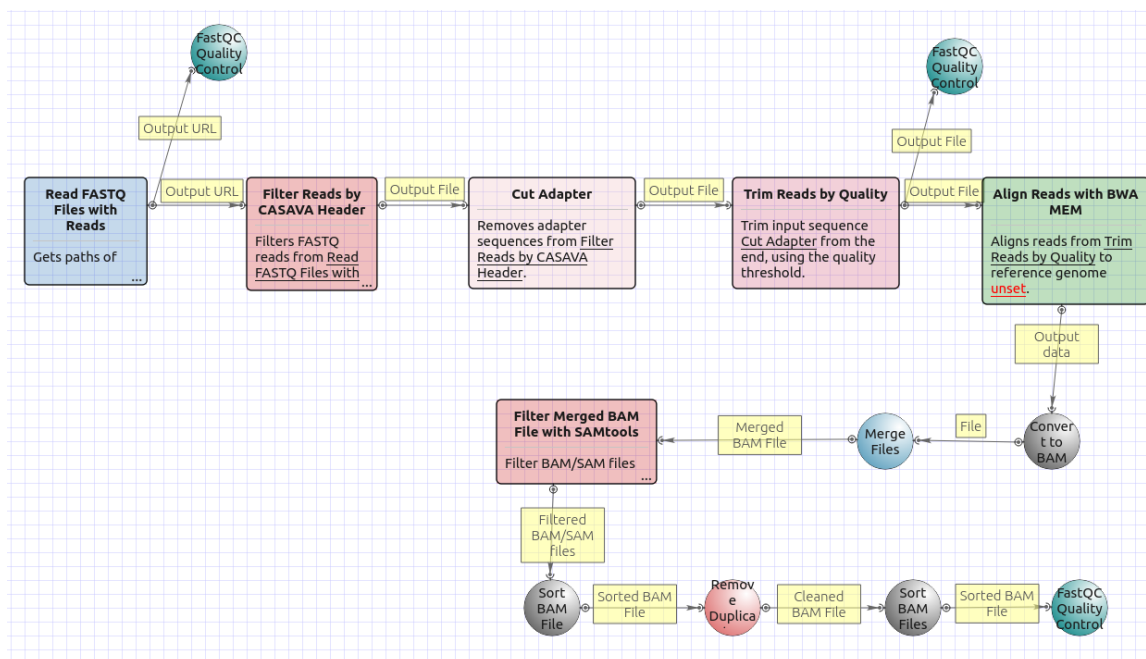 FastQC
Quality
Control
Output URL
Read FASTQ
Files with
Reads
Gets paths of
...
Output URL
Filter Reads by
CASAVA Header
Filters FASTQ
reads from Read
FASTQ Files with
...
Output File
Cut Adapter
Removes adapter
sequences from Filter
Reads by CASAVA
Header.
Output File
Trim Reads by Quality
Trim input sequence
Cut Adapter from the
end, using the quality
threshold.
FastQC
Quality
Control
Output File
Output File
Align Reads with BWA
MEM
Aligns reads from Trim
Reads by Quality to
reference genome
unset.
Output
data
Conver
t to
BAM
File
Merge
Files
Merged
BAM File
Filter Merged BAM
File with SAMtools
Filter BAM/SAM files
...
Filtered
BAM/SAM
files
Sort
BAM
File
Sorted BAM
File
Remov
e
Duplica
Cleaned
BAM File
Sort
BAM
Files
Sorted BAM
File
FastQC
Quality
Control